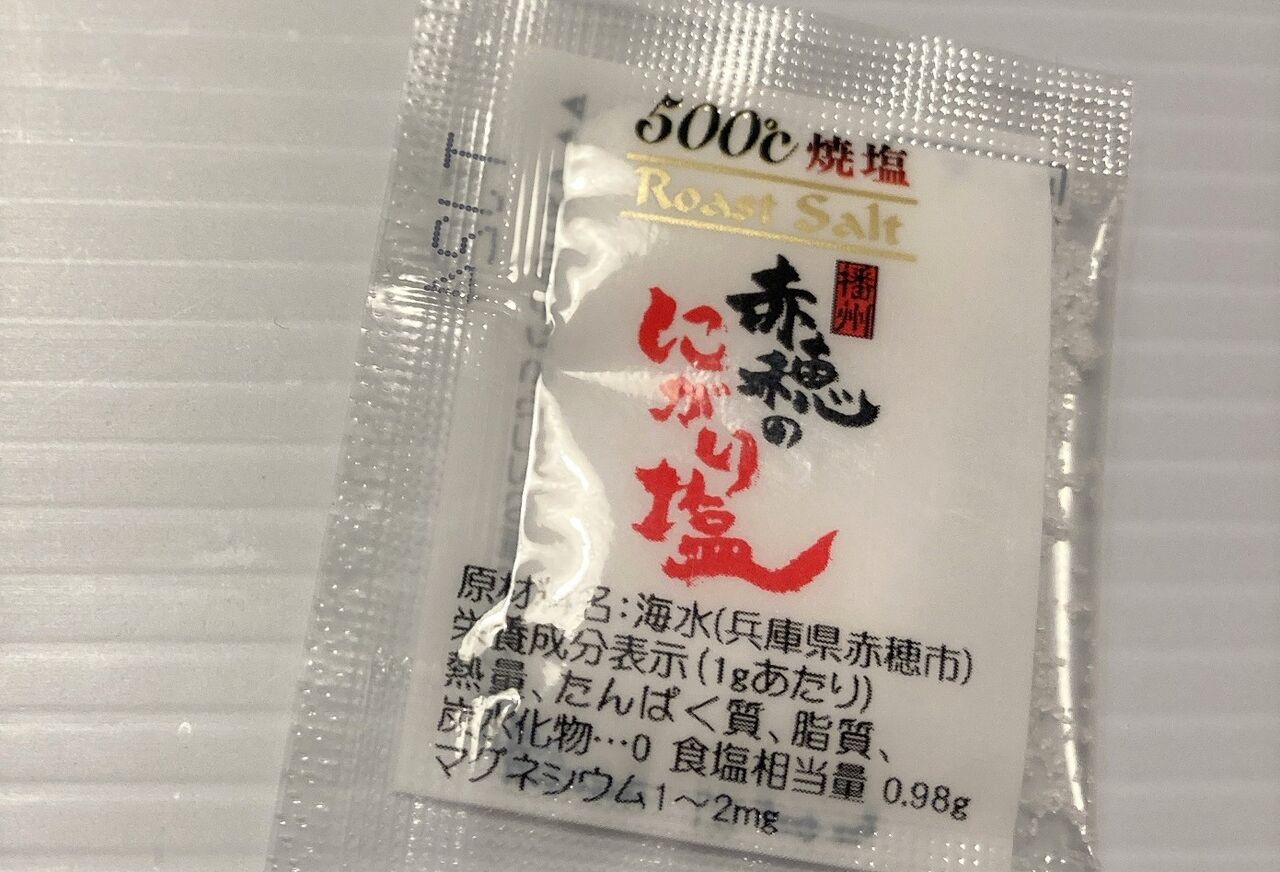 500℃焼塩
Roast Salt
播州
赤穂の
にがり塩
原材 名:海水(兵庫県赤穂市)
栄養成分表示(1gあたり)
熱量、たんぱく質、脂質、
炭水化物…0 食塩相当量 0.98g
マグネシウム1〜2mg